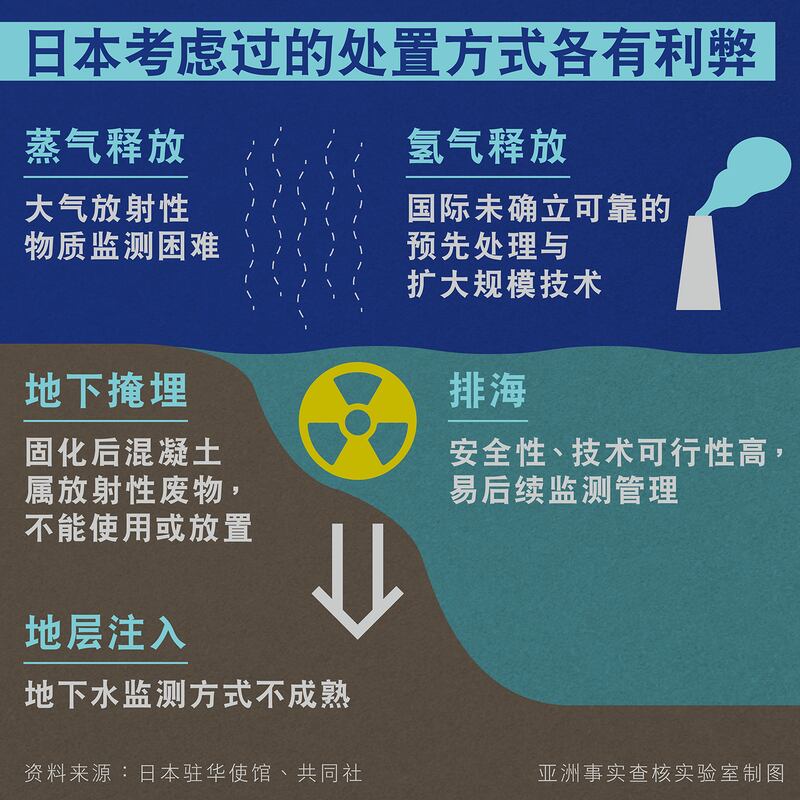 日本考虑过的处置方式各有利弊
蒸气释放
大气放射性
物质监测困难
氢气释放
国际未确立可靠的
预先处理与
扩大规模技术
地下掩埋
固化后混凝土
属放射性废物，
不能使用或放置
排海
安全性、技术可行性高，
易后续监测管理
地层注入
地下水监测方式不成熟
资料来源：日本驻华使馆、共同社
亚洲事实查核实验室制图